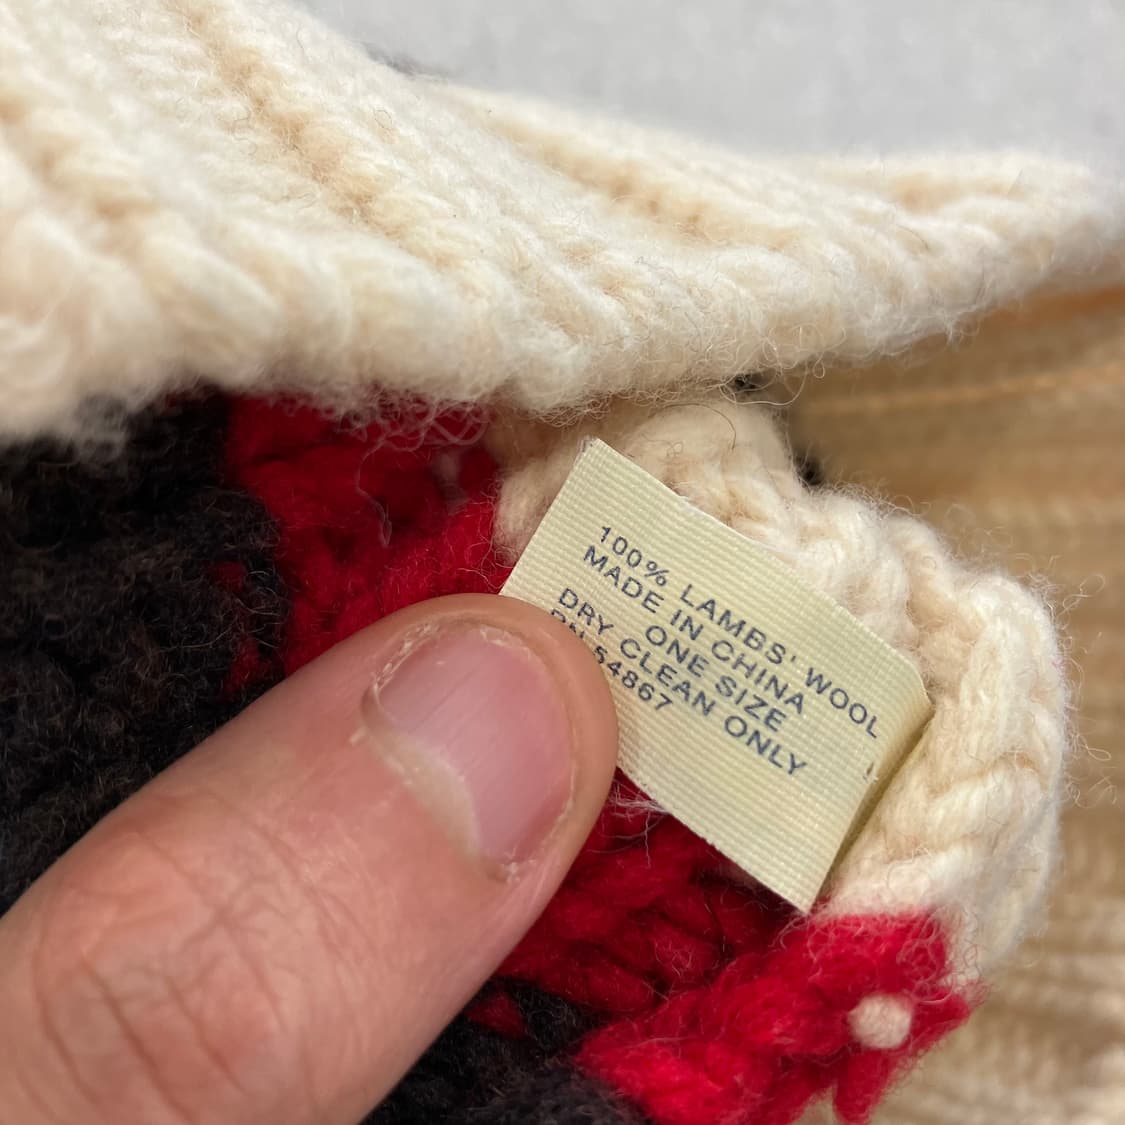 100% LAMBS' WOOL
MADE IN CHINA
ONE SIZE
DRY CLEAN ONLY
54867